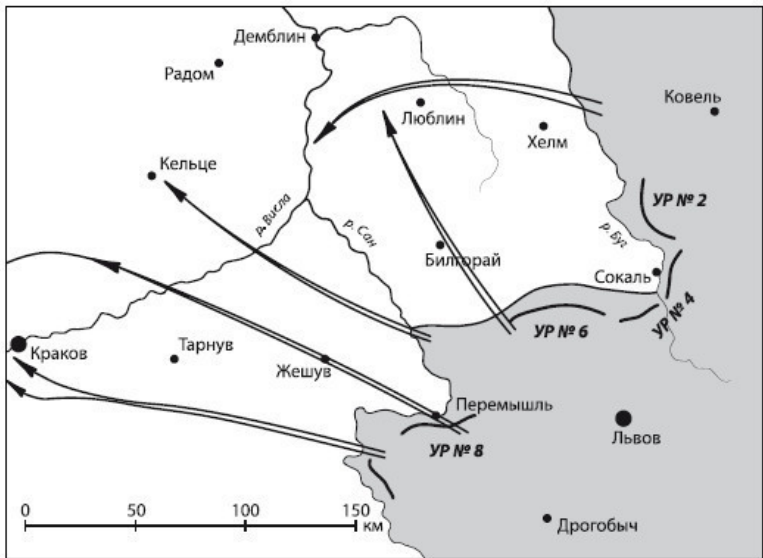 Демблин
Радом
Ковель
Люблин
Хелм
Кельце
УР № 2
р. Висла
р. Сан
р. Буг
Билгорай
Сокаль
УР № 4
УР № 6
Краков
Тарнув
Жешув
Перемышль
Львов
УР № 8
0 50 100 150
км
Дрогобыч